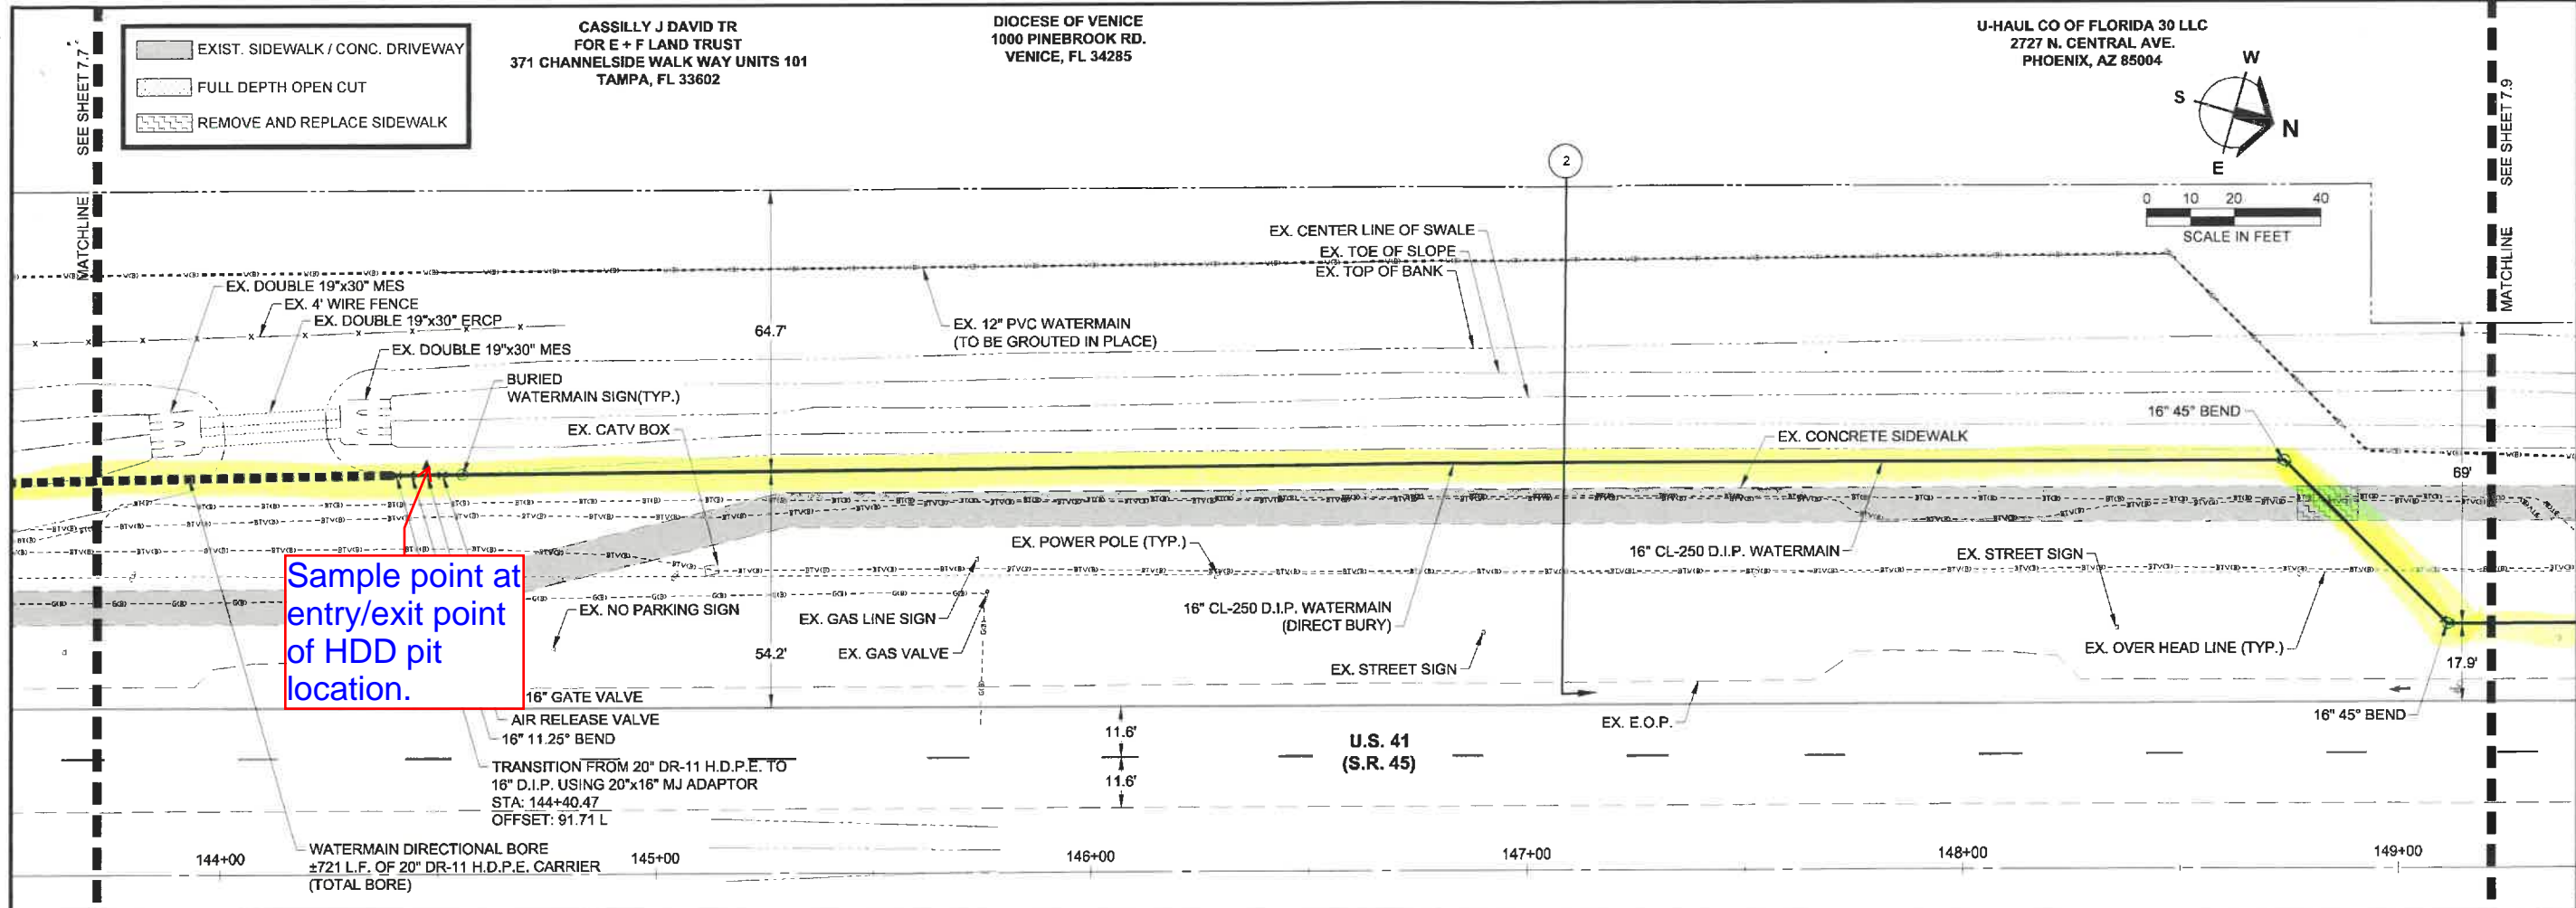 SEE SHEET 7.7
MATCHLINE
EXIST. SIDEWALK / CONC. DRIVEWAY
FULL DEPTH OPEN CUT
REMOVE AND REPLACE SIDEWALK
CASSILLY J DAVID TR
FOR E + F LAND TRUST
371 CHANNELSIDE WALK WAY UNITS 101
TAMPA, FL 33602
DIOCESE OF VENICE
1000 PINEBROOK RD.
VENICE, FL 34285
U-HAUL CO OF FLORIDA 30 LLC
2727 N. CENTRAL AVE.
PHOENIX, AZ 85004
W
S
N
E
0 10 20 40
SCALE IN FEET
SEE SHEET 7.9
MATCHLINE
2
EX. CENTER LINE OF SWALE
EX. TOE OF SLOPE
EX. TOP OF BANK
EX. DOUBLE 19"x30" MES
EX. 4' WIRE FENCE
EX. DOUBLE 19"x30" ERCP
EX. DOUBLE 19"x30" MES
64.7'
EX. 12" PVC WATERMAIN
(TO BE GROUTED IN PLACE)
BURIED
WATERMAIN SIGN(TYP.)
EX. CATV BOX
16" 45° BEND
EX. CONCRETE SIDEWALK
69'
Sample point at
entry/exit point
of HDD pit
location.
EX. POWER POLE (TYP.)
16" CL-250 D.I.P. WATERMAIN
EX. STREET SIGN
EX. NO PARKING SIGN
EX. GAS LINE SIGN
16" CL-250 D.I.P. WATERMAIN
(DIRECT BURY)
54.2'
EX. GAS VALVE
EX. STREET SIGN
EX. OVER HEAD LINE (TYP.)
17.9'
16" GATE VALVE
AIR RELEASE VALVE
16" 11.25° BEND
EX. E.O.P.
16" 45° BEND
11.6'
U.S. 41
(S.R. 45)
11.6'
TRANSITION FROM 20" DR-11 H.D.P.E. TO
16" D.I.P. USING 20"x16" MJ ADAPTOR
STA: 144+40.47
OFFSET: 91.71 L
WATERMAIN DIRECTIONAL BORE
±721 L.F. OF 20" DR-11 H.D.P.E. CARRIER
(TOTAL BORE)
144+00 145+00 146+00 147+00 148+00 149+00